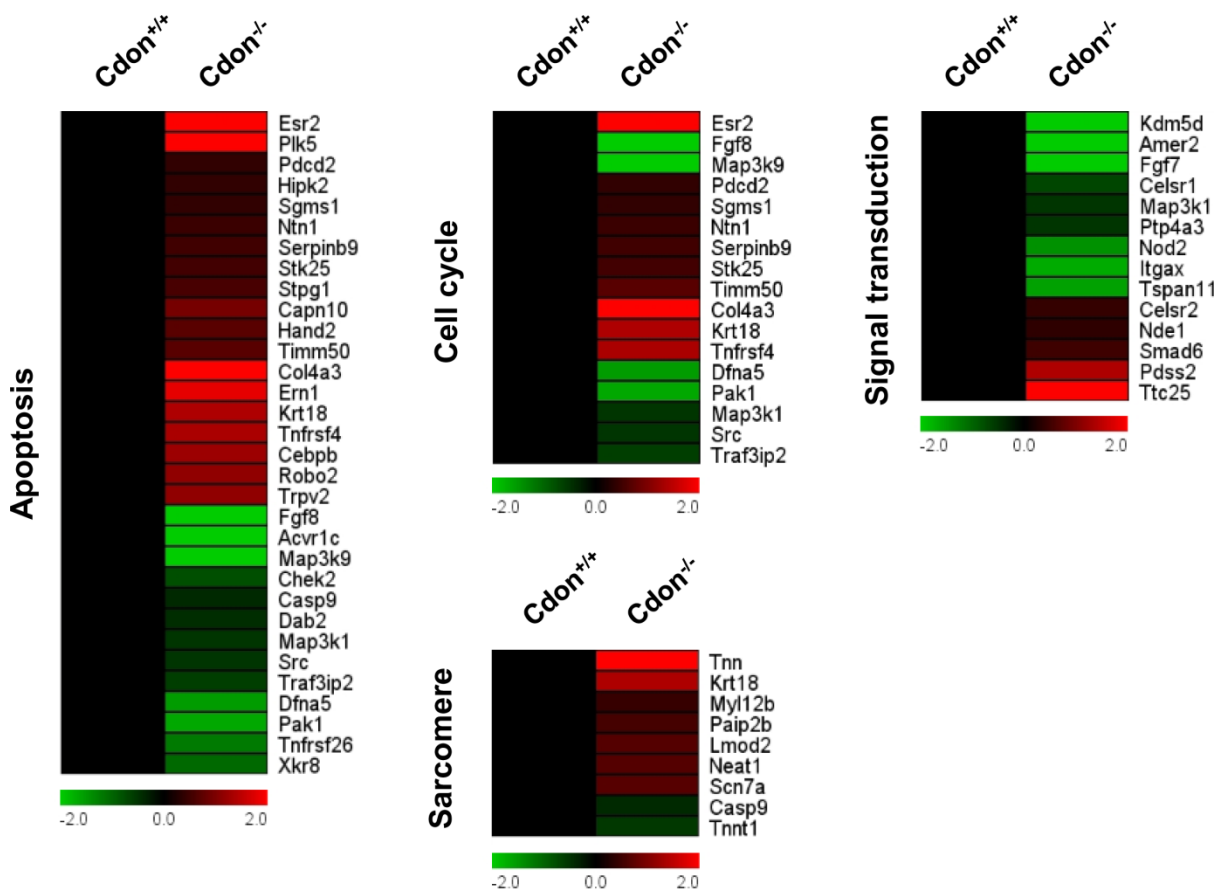 Cdon+/+
Cdon-/-
Apoptosis
Esr2
Plk5
Pdcd2
Hipk2
Sgms1
Ntn1
Serpinb9
Stk25
Stpg1
Capn10
Hand2
Timm50
Col4a3
Ern1
Krt18
Tnfrsf4
Cebpb
Robo2
Trpv2
Fgf8
Acvr1c
Map3k9
Chek2
Casp9
Dab2
Map3k1
Src
Traf3ip2
Dfna5
Pak1
Tnfrsf26
Xkr8
-2.0 0.0 2.0
Cdon+/+
Cdon-/-
Cell cycle
Esr2
Fgf8
Map3k9
Pdcd2
Sgms1
Ntn1
Serpinb9
Stk25
Timm50
Col4a3
Krt18
Tnfrsf4
Dfna5
Pak1
Map3k1
Src
Traf3ip2
-2.0 0.0 2.0
Cdon+/+
Cdon-/-
Sarcomere
Tnn
Krt18
Myl12b
Paip2b
Lmod2
Neat1
Scn7a
Casp9
Tnnt1
-2.0 0.0 2.0
Cdon+/+
Cdon-/-
Signal transduction
Kdm5d
Amer2
Fgf7
Celsr1
Map3k1
Ptp4a3
Nod2
Itgax
Tspan11
Celsr2
Nde1
Smad6
Pdss2
Ttc25
-2.0 0.0 2.0